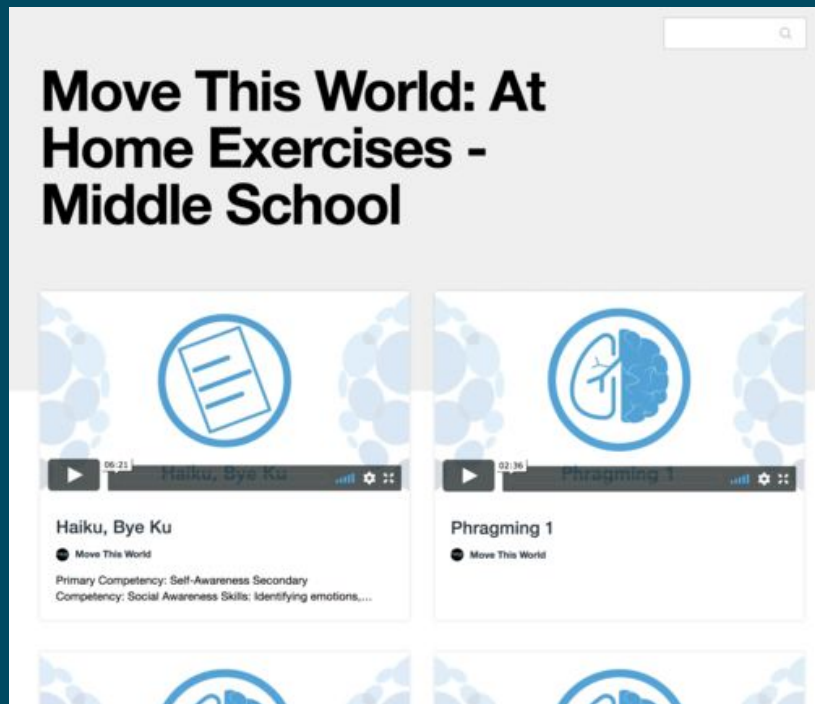 Move This World: At
Home Exercises -
Middle School
06:21
Haiku, Bye Ku
02:36
Phragming 1
Haiku, Bye Ku
Move This World
Primary Competency: Self-Awareness Secondary
Competency: Social Awareness Skills: Identifying emotions,...
Phragming 1
Move This World